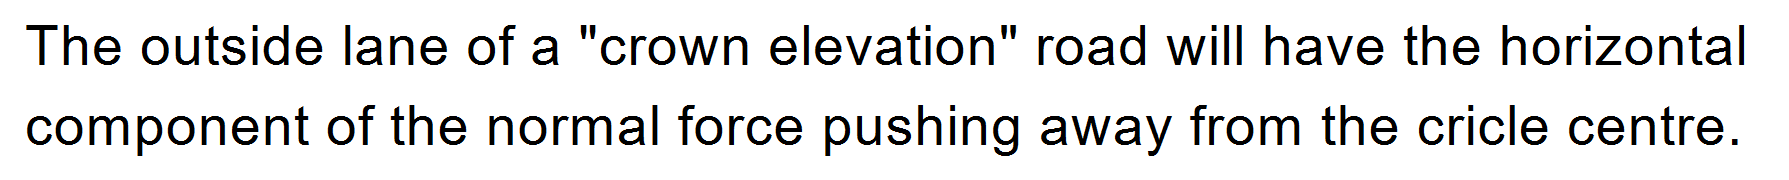 The outside lane of a "crown elevation" road will have the horizontal
component of the normal force pushing away from the cricle centre.